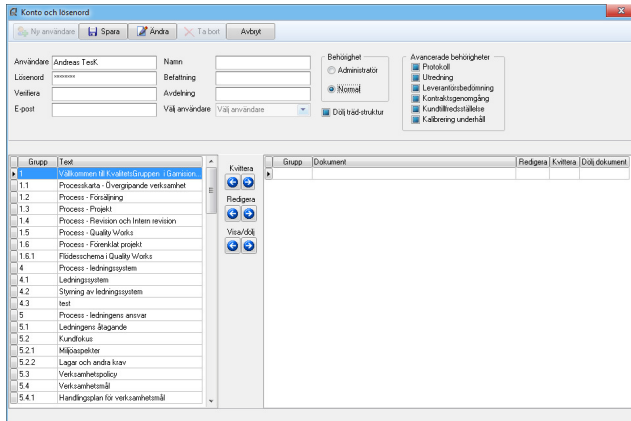 Konto och lösenord
Ny användare Spara Ändra Ta bort Avbryt
Användare Andreas TesK Namn
Lösenord ******** Befattning
Verifiera Avdelning
E-post Välj användare Välj användare
Behörighet
Administratör
Normal
Dölj träd-struktur
Avancerade behörigheter
Protokoll
Utredning
Leverantörsbedömning
Kontraktsgenomgång
Kundtillfredsställelse
Kalibrering underhåll
Grupp Text
1 Välkommen till KvalitetsGruppen i Garnision...
1.1 Processkarta - Övergripande verksamhet
1.2 Process - Försäljning
1.3 Process - Projekt
1.4 Process - Revision och Intern revision
1.5 Process - Quality Works
1.6 Process - Förenklat projekt
1.6.1 Flödesschema i Quality Works
4 Process - ledningssystem
4.1 Ledningssystem
4.2 Styrning av ledningssystem
4.3 test
5 Process - ledningens ansvar
5.1 Ledningens åtagande
5.2 Kundfokus
5.2.1 Miljöaspekter
5.2.2 Lagar och andra krav
5.3 Verksamhetspolicy
5.4 Verksamhetsmål
5.4.1 Handlingsplan för verksamhetsmål
Kvittera
Redigera
Visa/dölj
Grupp Dokument Redigera Kvittera Dölj dokument